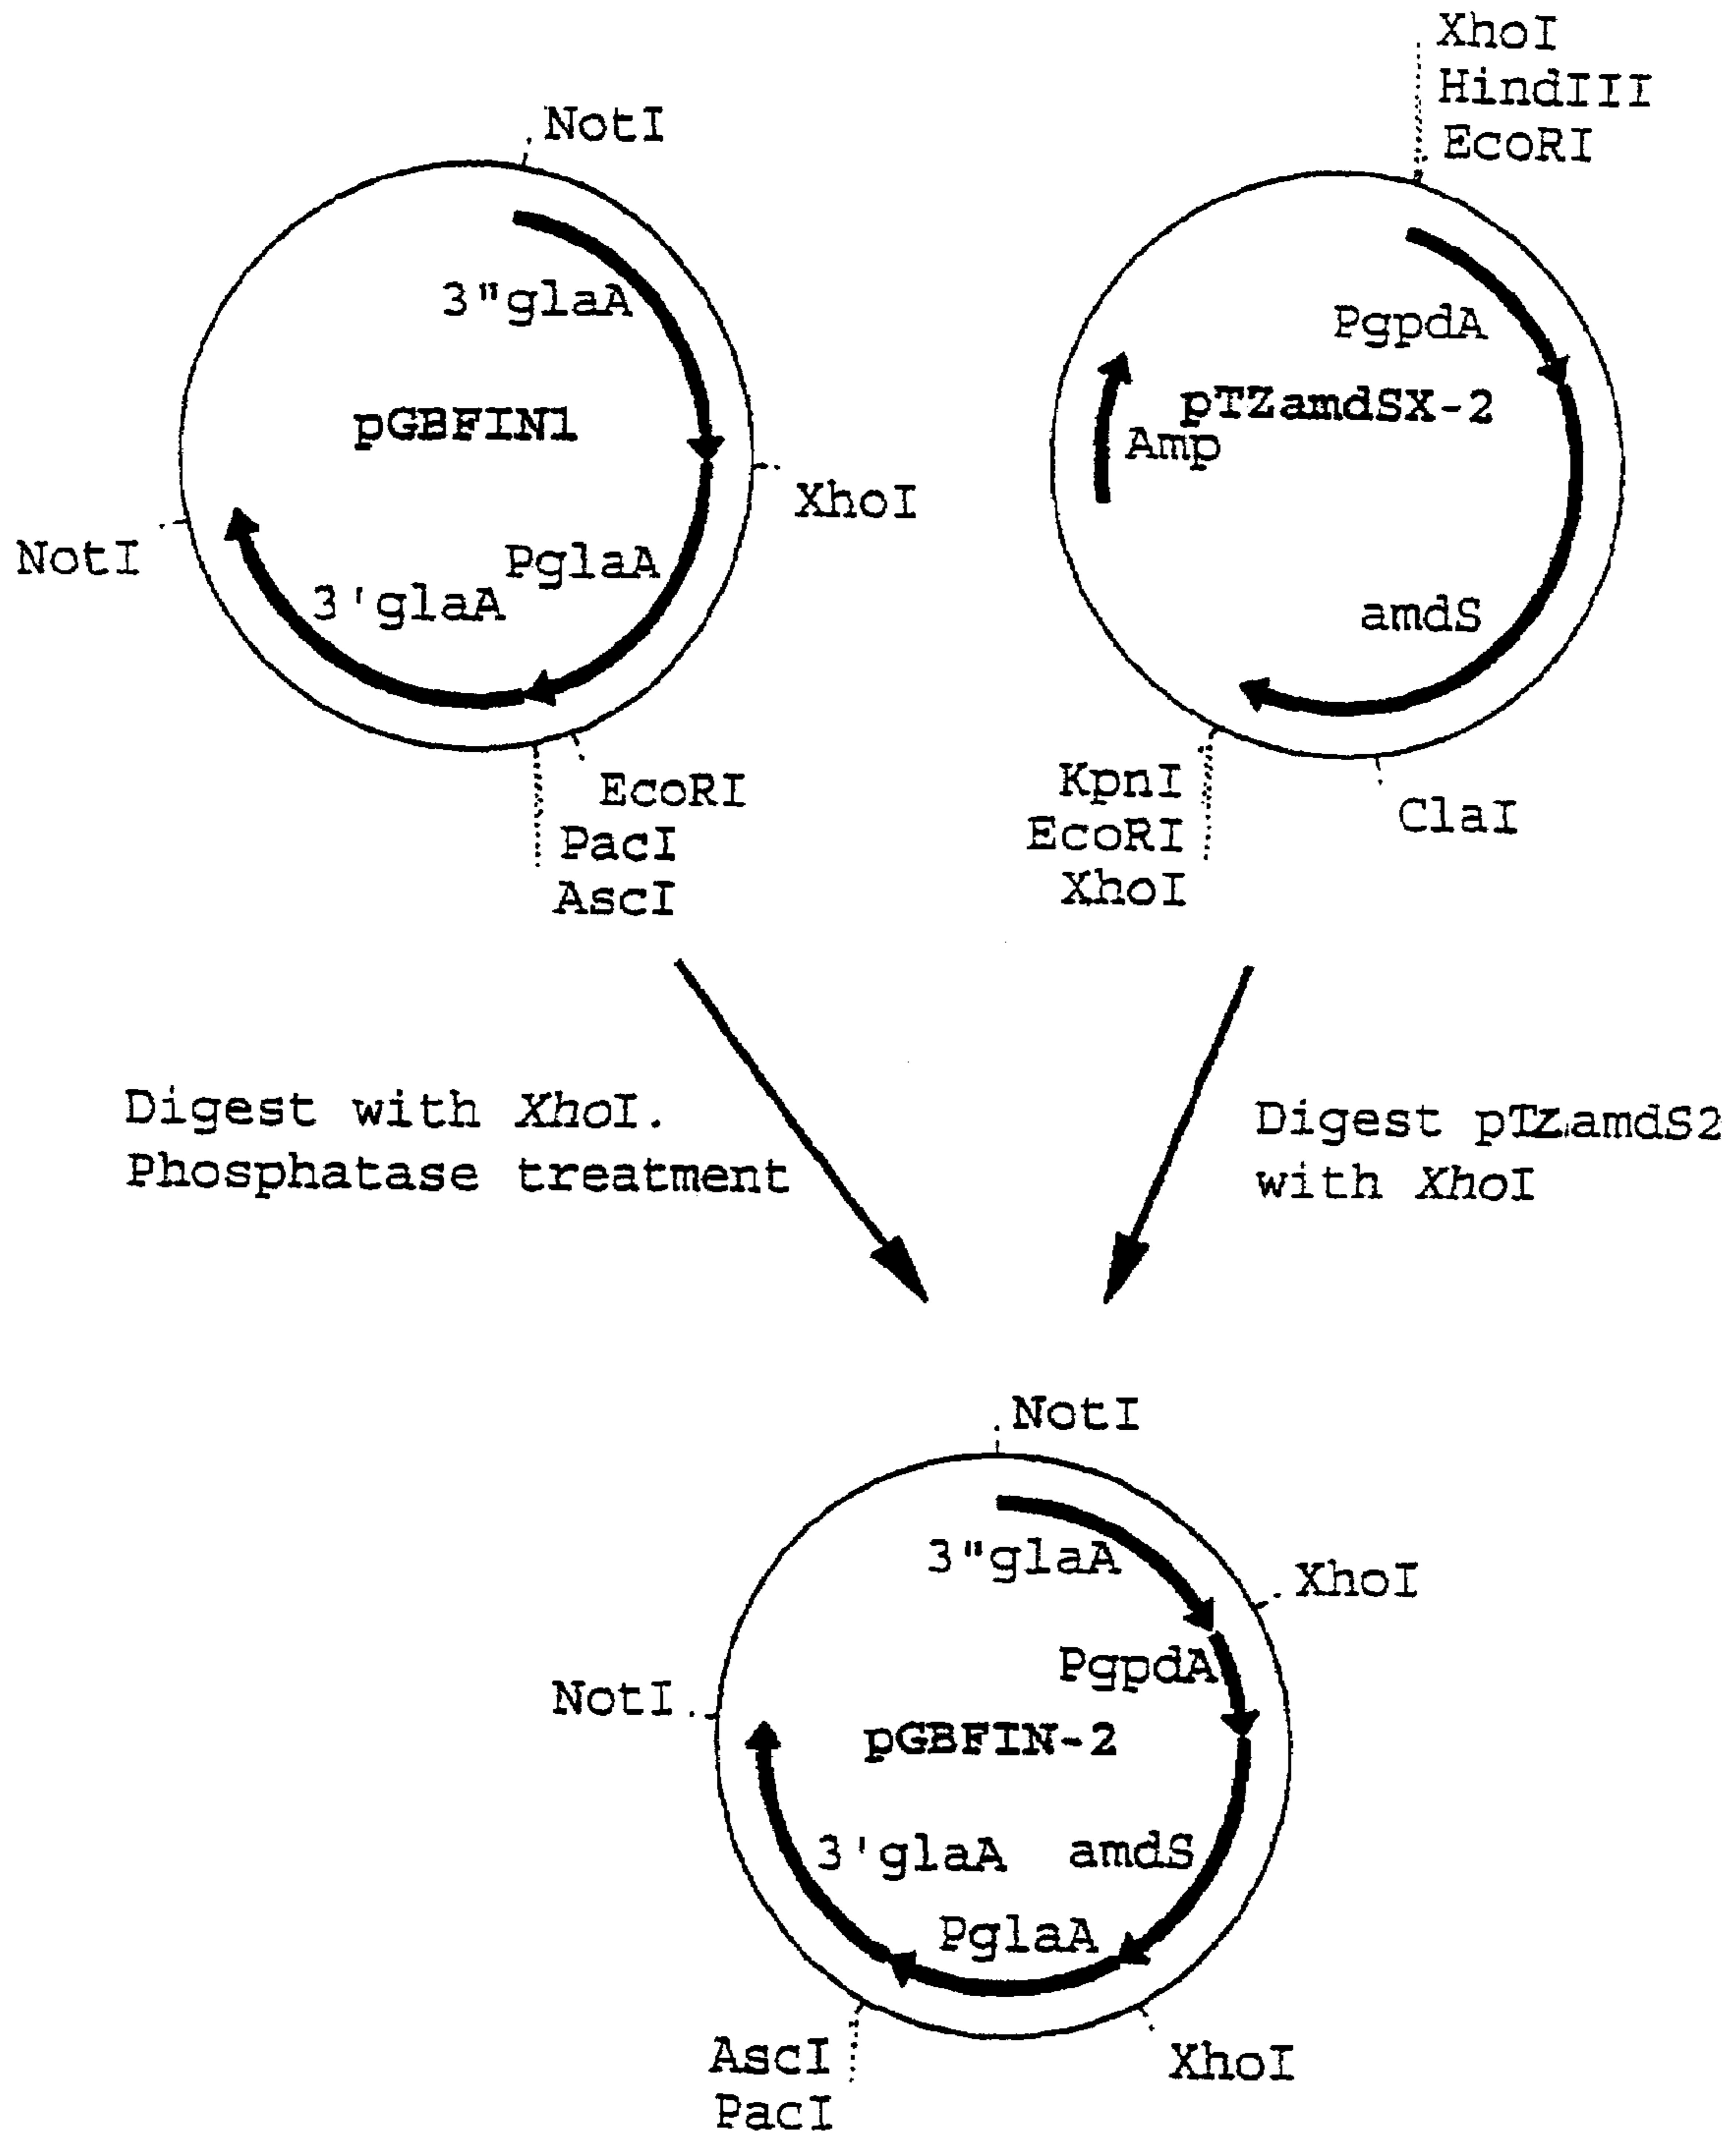 NotI
3"glaA
pGBFIN1
XhoI
NotI
PglaA
3'glaA
EcoRI
PacI
AscI
XhoI
HindIII
EcoRI
PgpdA
pTZamdSX-2
Amp
amdS
KpnI
EcoRI
XhoI
ClaI
Digest with XhoI.
Phosphatase treatment
Digest pTZamdS2
with XhoI
NotI
3"glaA
XhoI
PgpdA
NotI
pGBFIN-2
3'glaA amdS
PglaA
AscI
PacI
XhoI